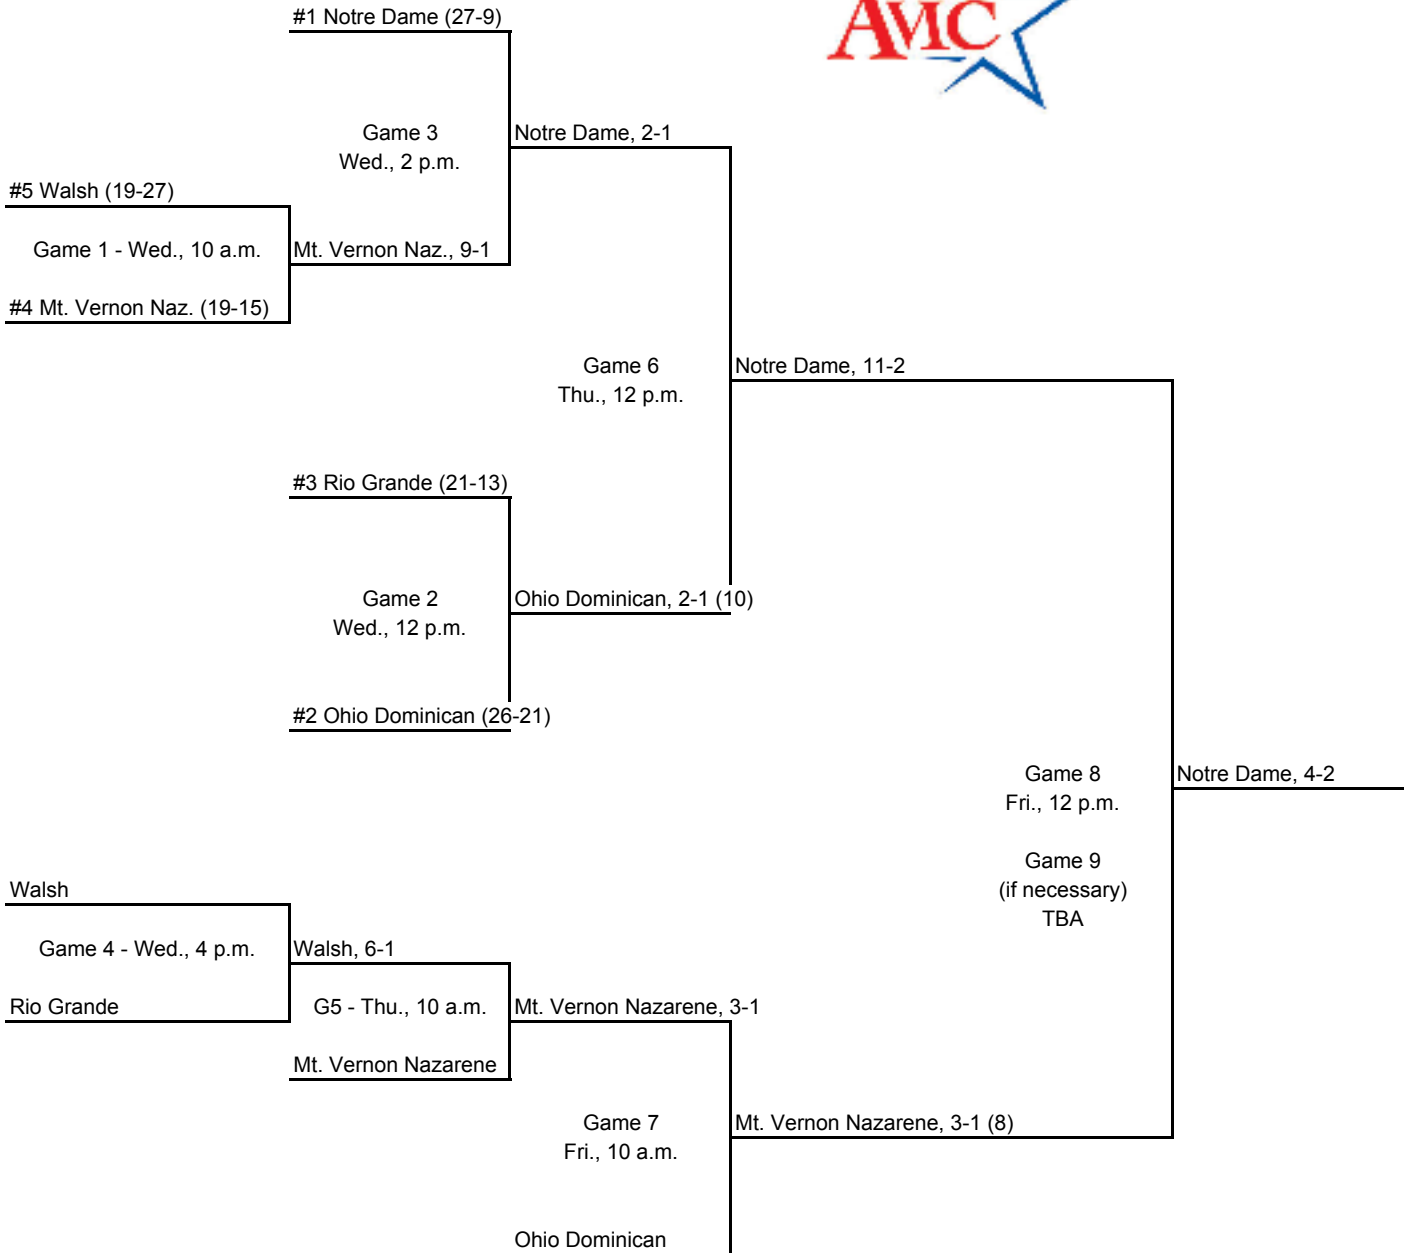 #1 Notre Dame (27-9)
AMC
Game 3
Wed., 2 p.m.
Notre Dame, 2-1
#5 Walsh (19-27)
Game 1 - Wed., 10 a.m.
Mt. Vernon Naz., 9-1
#4 Mt. Vernon Naz. (19-15)
Game 6
Thu., 12 p.m.
Notre Dame, 11-2
#3 Rio Grande (21-13)
Game 2
Wed., 12 p.m.
Ohio Dominican, 2-1 (10)
#2 Ohio Dominican (26-21)
Game 8
Fri., 12 p.m.
Notre Dame, 4-2
Game 9
(if necessary)
TBA
Walsh
Game 4 - Wed., 4 p.m.
Walsh, 6-1
Rio Grande
G5 - Thu., 10 a.m.
Mt. Vernon Nazarene, 3-1
Mt. Vernon Nazarene
Game 7
Fri., 10 a.m.
Mt. Vernon Nazarene, 3-1 (8)
Ohio Dominican